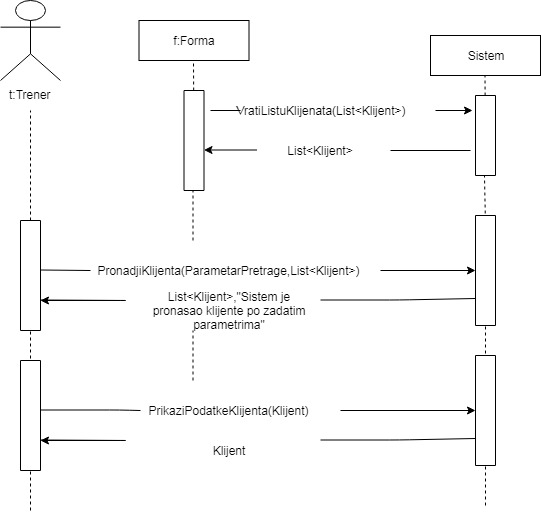 f:Forma
Sistem
t:Trener
VratiListuKlijenata(List<Klijent>)
List<Klijent>
PronadjiKlijenta(ParametarPretrage,List<Klijent>)
List<Klijent>,"Sistem je
pronasao klijente po zadatim
parametrima"
PrikaziPodatkeKlijenta(Klijent)
Klijent